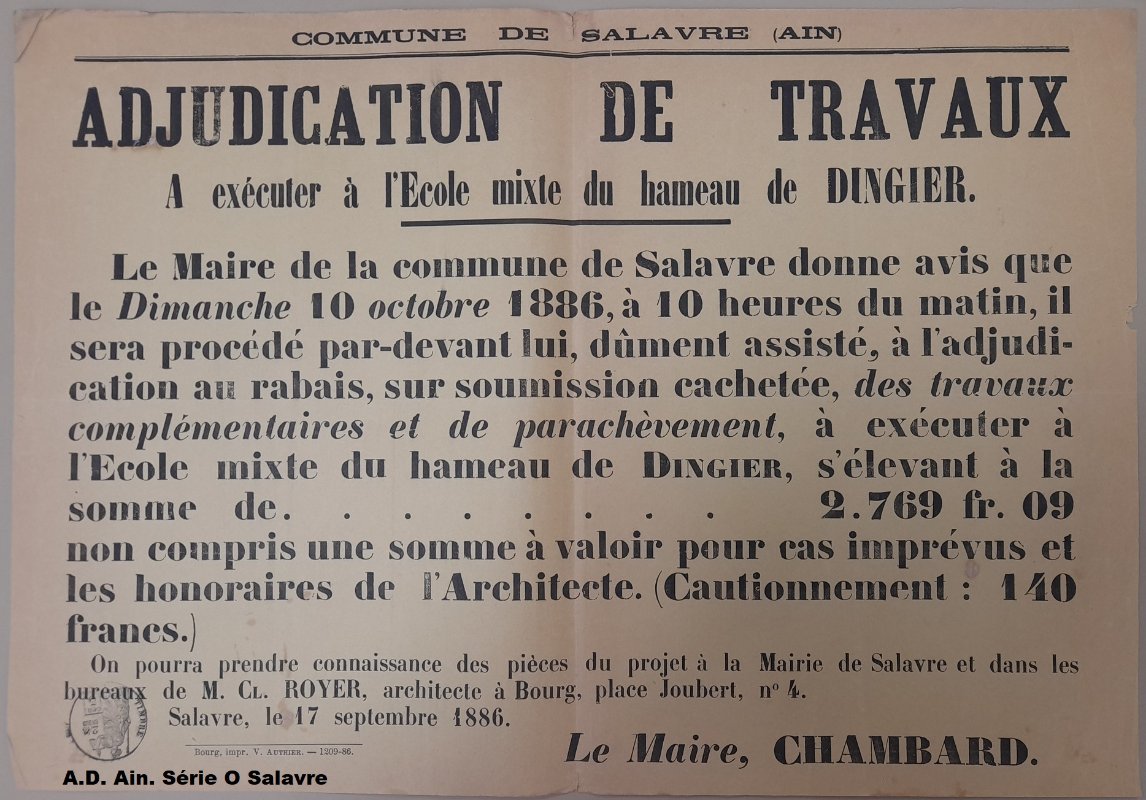 COMMUNE DE SALAVRE (AIN)
ADJUDICATION DE TRAVAUX
A exécuter à l'Ecole mixte du hameau de DINGIER.
Le Maire de la commune de Salavre donne avis que
le Dimanche 10 octobre 1886, à 10 heures du matin, il
sera procédé par-devant lui, dûment assisté, à l'adjudi-
cation au rabais, sur soumission cachetée, des travaux
complémentaires et de parachèvement, à exécuter à
l'Ecole mixte du hameau de DINGIER, s'élevant à la
somme de. . . . . . . . 2.769 fr. 09
non compris une somme à valoir pour cas imprévus et
les honoraires de l'Architecte. (Cautionnement : 140
francs.)
On pourra prendre connaissance des pièces du projet à la Mairie de Salavre et dans les
bureaux de M. CL. ROYER, architecte à Bourg, place Joubert, n° 4.
Salavre, le 17 septembre 1886.
Bourg, impr. V. AUTHIER. — 1209-86.
Le Maire, CHAMBARD.
A.D. Ain. Série O Salavre